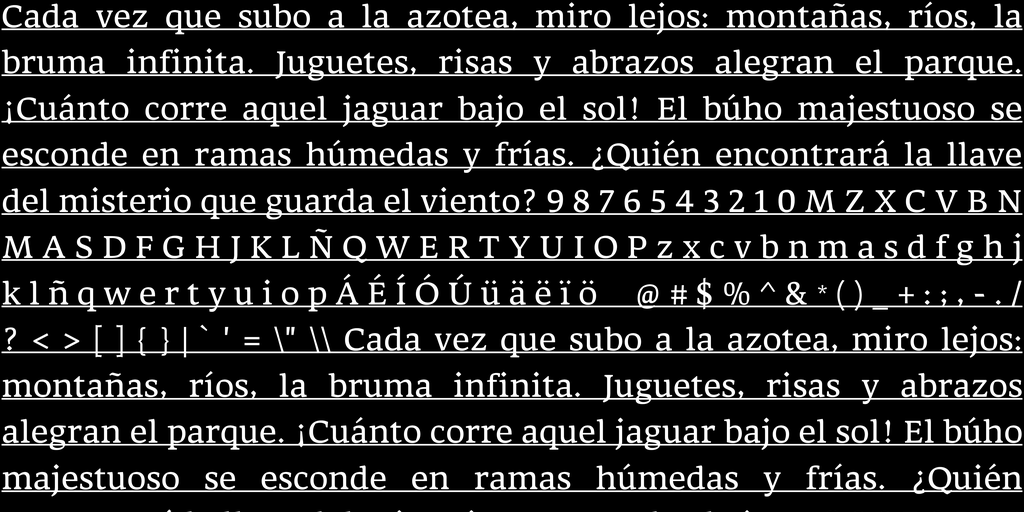 Cada vez que subo a la azotea, miro lejos: montañas, ríos, la
bruma infinita. Juguetes, risas y abrazos alegran el parque.
¡Cuánto corre aquel jaguar bajo el sol! El búho majestuoso se
esconde en ramas húmedas y frías. ¿Quién encontrará la llave
del misterio que guarda el viento? 9 8 7 6 5 4 3 2 1 0 M Z X C V B N
M A S D F G H J K L Ñ Q W E R T Y U I O P z x c v b n m a s d f g h j
k l ñ q w e r t y u i o p Á É Í Ó Ú ü ä ë ï ö @ # $ % ^ & * ( ) _ + : ; , - . /
? < > [ ] { } | ` ' = \" \\ Cada vez que subo a la azotea, miro lejos:
montañas, ríos, la bruma infinita. Juguetes, risas y abrazos
alegran el parque. ¡Cuánto corre aquel jaguar bajo el sol! El búho
majestuoso se esconde en ramas húmedas y frías. ¿Quién